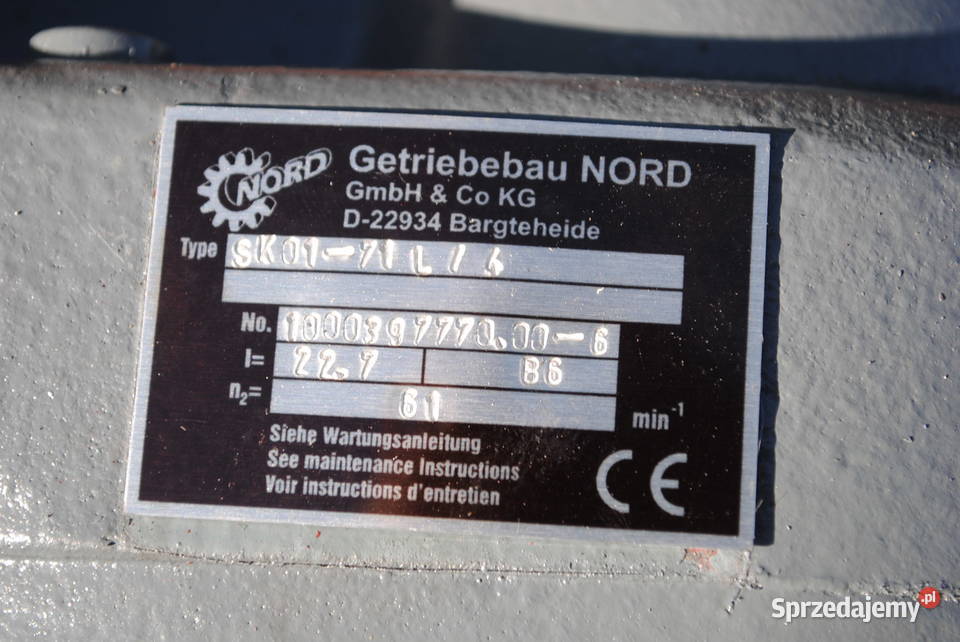 NORD
Getriebebau NORD
GmbH & Co KG
D-22934 Bargteheide
Type SK01-71 L/4
No. 1000397770.00-6
I= 22.7 B6
n₂= 61 min⁻¹
Siehe Wartungsanleitung
See maintenance Instructions
Voir instructions d'entretien
CE
Sprzedajemy.pl